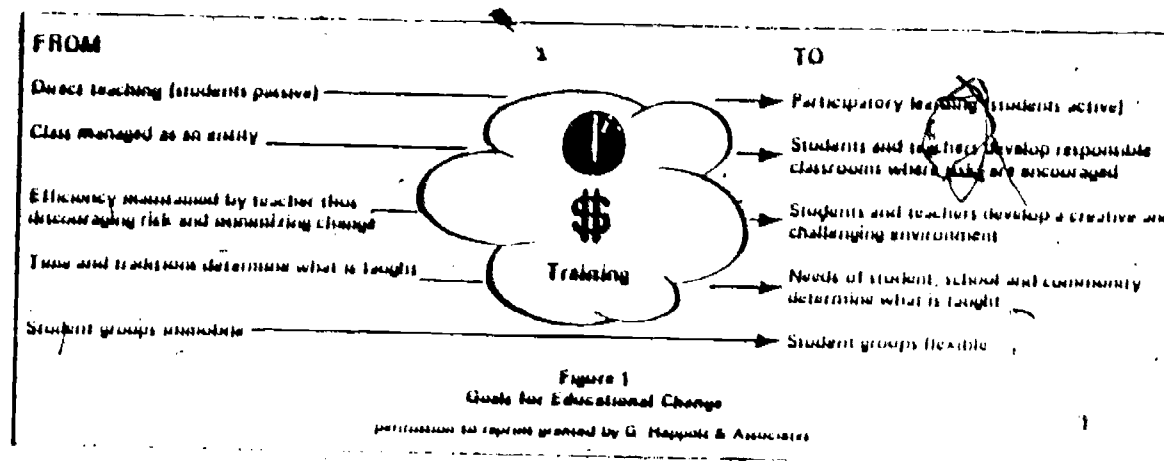 FROM
TO
Direct teaching (students passive)
Participatory learning (students active)
Class managed as an entity
Students and teachers develop responsible
classrooms where risks are encouraged
Efficiency maintained by teacher thus
discouraging risk and minimizing change
Students and teachers develop a creative and
challenging environment
$
Training
Time and traditions determine what is taught
Needs of student, school and community
determine what is taught
Student groups immobile
Student groups flexible
Figure 1
Goals for Educational Change
permission to reprint granted by G. & Associates
1